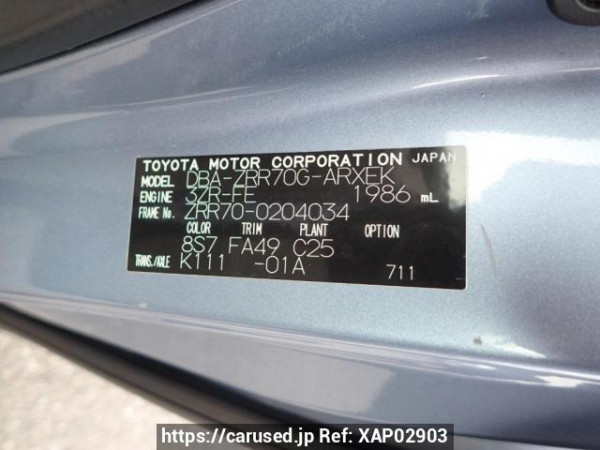 TOYOTA MOTOR CORPORATION JAPAN
MODEL DBA-ZRR70G-ARXEK
ENGINE 3ZR-FE 1986 mL
FRAME No. ZRR70-0204034
COLOR TRIM PLANT OPTION
8S7 FA49 C25
TRANS./AXLE K111 -01A 711
https://carused.jp Ref: XAP02903